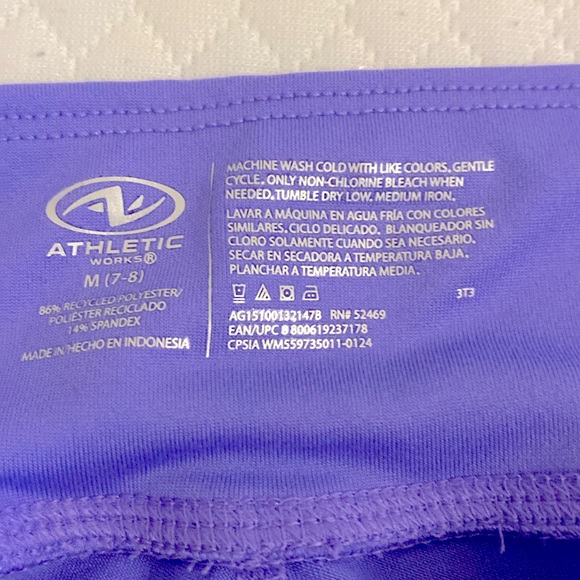 ATHLETIC
WORKS®
M (7-8)
86% RECYCLED POLYESTER/
POLIÉSTER RECICLADO
14% SPANDEX
MADE IN/HECHO EN INDONESIA
MACHINE WASH COLD WITH LIKE COLORS, GENTLE
CYCLE. ONLY NON-CHLORINE BLEACH WHEN
NEEDED. TUMBLE DRY LOW. MEDIUM IRON.
LAVAR A MÁQUINA EN AGUA FRÍA CON COLORES
SIMILARES. CICLO DELICADO. BLANQUEADOR SIN
CLORO SOLAMENTE CUANDO SEA NECESARIO.
SECAR EN SECADORA A TEMPERATURA BAJA.
PLANCHAR A TEMPERATURA MEDIA.
3T3
AG15T00132147B RN# 52469
EAN/UPC 8 800619237178
CPSIA WM559735011-0124